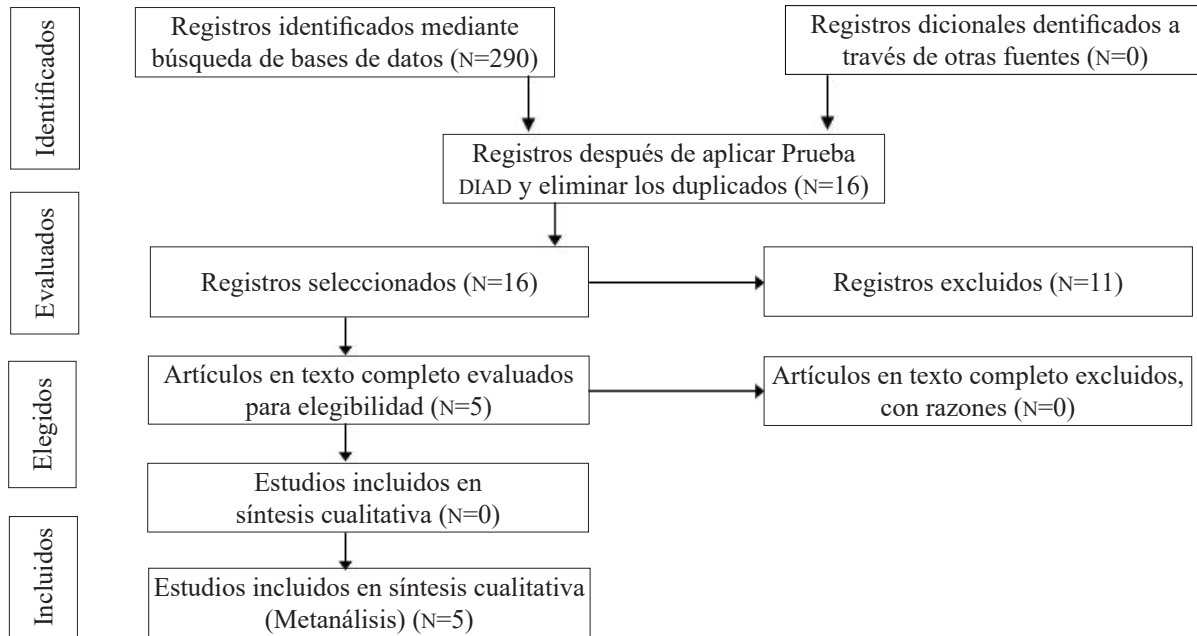 Identificados
Registros identificados mediante
búsqueda de bases de datos (N=290)
Registros dicionales dentificados a
través de otras fuentes (N=0)
Registros después de aplicar Prueba
DIAD y eliminar los duplicados (N=16)
Evaluados
Registros seleccionados (N=16)
Registros excluidos (N=11)
Elegidos
Artículos en texto completo evaluados
para elegibilidad (N=5)
Artículos en texto completo excluidos,
con razones (N=0)
Estudios incluidos en
síntesis cualitativa (N=0)
Incluidos
Estudios incluidos en síntesis cualitativa
(Metanálisis) N=5)